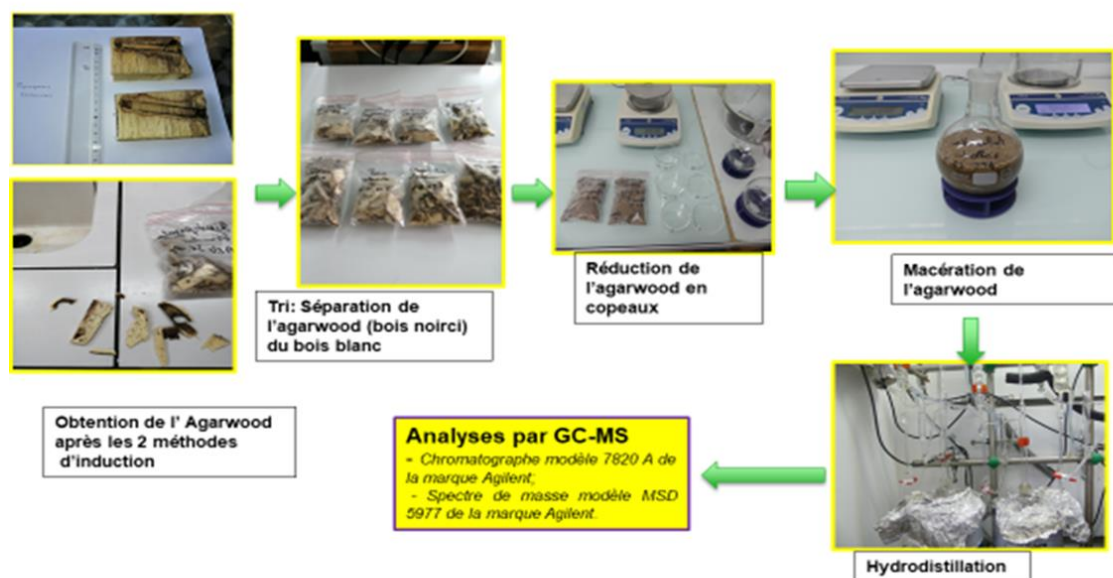 Obtention de l' Agarwood
après les 2 méthodes
d'induction
Tri: Séparation de
l'agarwood (bois noirci)
du bois blanc
Réduction de
l'agarwood en
copeaux
Macération de
l'agarwood
Hydrodistillation
Analyses par GC-MS
- Chromatographe modèle 7820 A de
la marque Agilent;
- Spectre de masse modèle MSD
5977 de la marque Agilent.